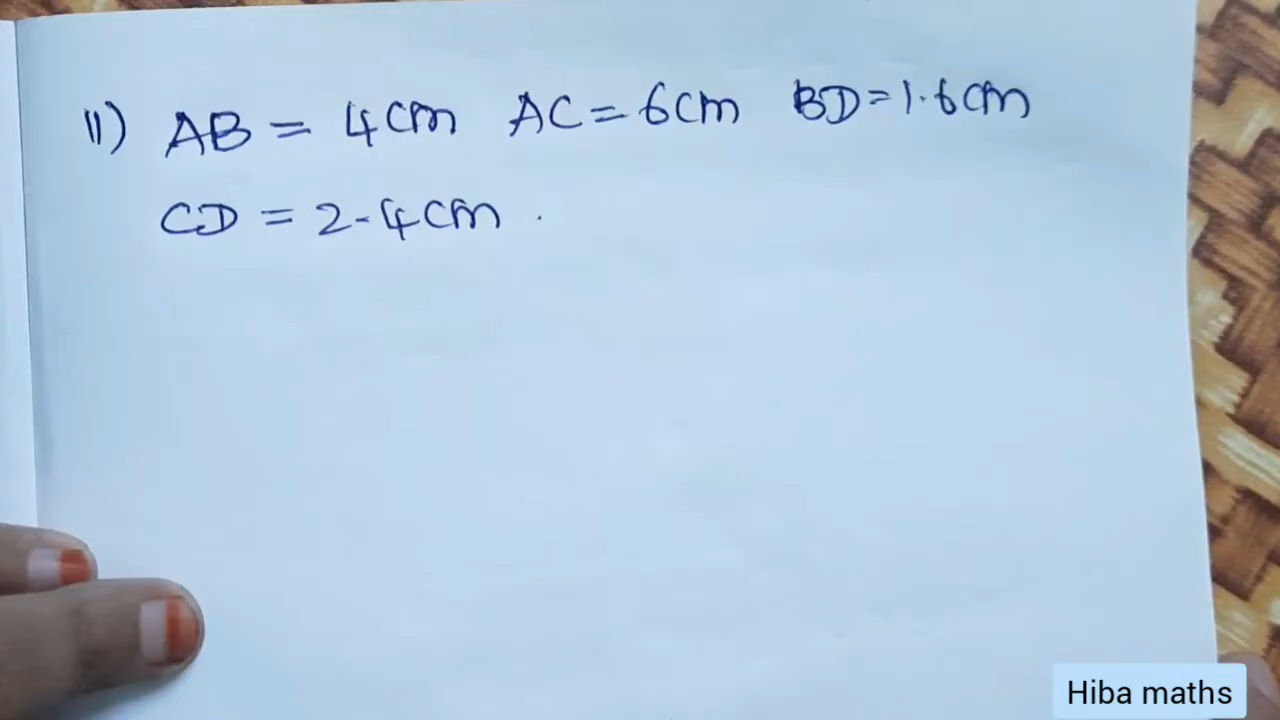 11) AB = 4cm AC = 6cm BD = 1.6cm
CD = 2.4cm.
Hiba maths